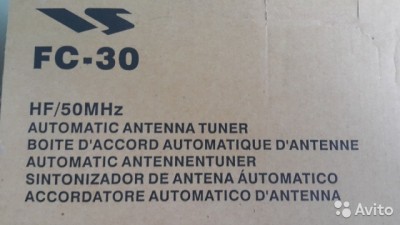 FC-30
HF/50MHz
AUTOMATIC ANTENNA TUNER
BOITE D'ACCORD AUTOMATIQUE D'ANTENNE
AUTOMATIC ANTENNENTUNER
SINTONIZADOR DE ANTENA ÁUTOMATICO
ACCORDATORE AUTOMATICO D'ANTENNA
Avito